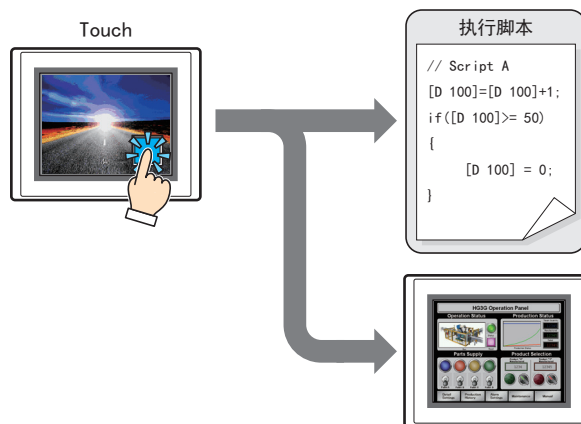 Touch
执行脚本
// Script A
[D 100]=[D 100]+1;
if([D 100]>= 50)
{
[D 100] = 0;
}
HG3G Operation Panel
Operation Status
Production Status
Parts Supply
Product Selection
Maintenance
Manual